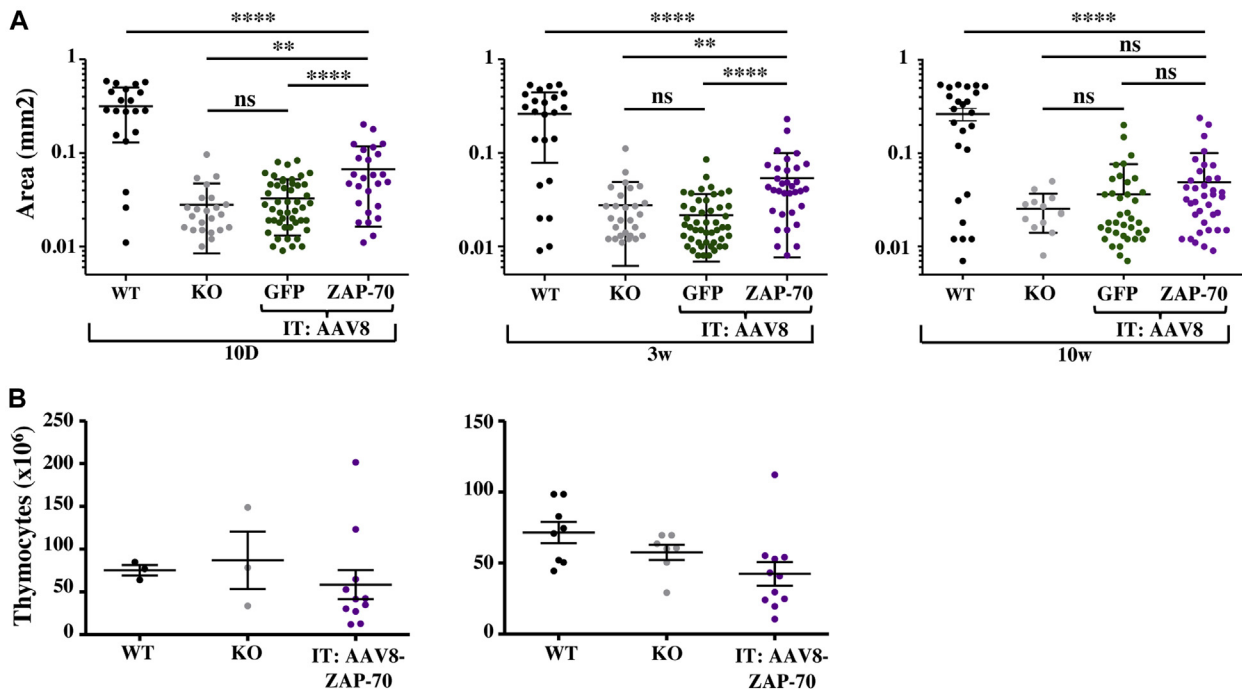 A
Area (mm2)
1
0.1
0.01
****
**
****
ns
WT
KO
GFP
ZAP-70
IT: AAV8
10D
1
0.1
0.01
****
**
****
ns
WT
KO
GFP
ZAP-70
IT: AAV8
3w
1
0.1
0.01
****
ns
ns
ns
WT
KO
GFP
ZAP-70
IT: AAV8
10w
B
Thymocytes (x10⁶)
250
200
150
100
50
0
WT
KO
IT: AAV8-
ZAP-70
150
100
50
0
WT
KO
IT: AAV8-
ZAP-70